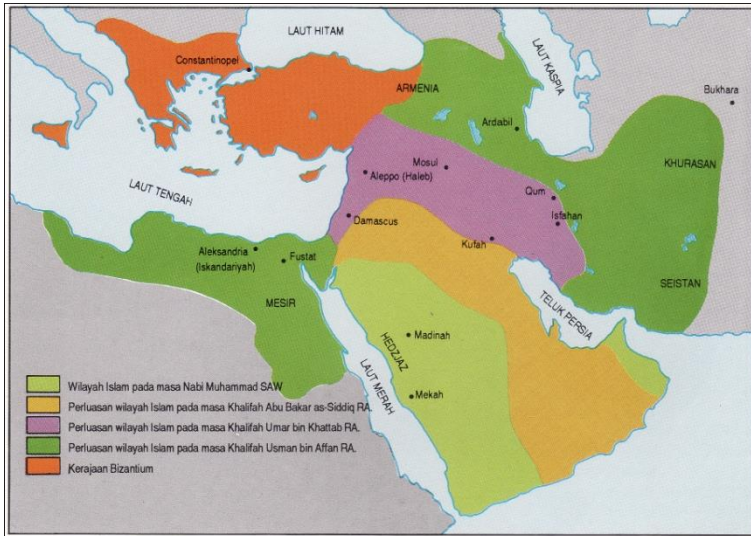 LAUT HITAM
Constantinopel
LAUT KASPIA
Bukhara
ARMENIA
Ardabil
KHURASAN
Mosul
Aleppo (Haleb)
Qum
LAUT TENGAH
Isfahan
Damascus
Kufah
Aleksandria
(Iskandariyah)
Fustat
SEISTAN
MESIR
TELUK PERSIA
Madinah
HEDZJAZ
LAUT MERAH
Mekah
Wilayah Islam pada masa Nabi Muhammad SAW
Perluasan wilayah Islam pada masa Khalifah Abu Bakar as-Siddiq RA.
Perluasan wilayah Islam pada masa Khalifah Umar bin Khattab RA.
Perluasan wilayah Islam pada masa Khalifah Usman bin Affan RA.
Kerajaan Bizantium